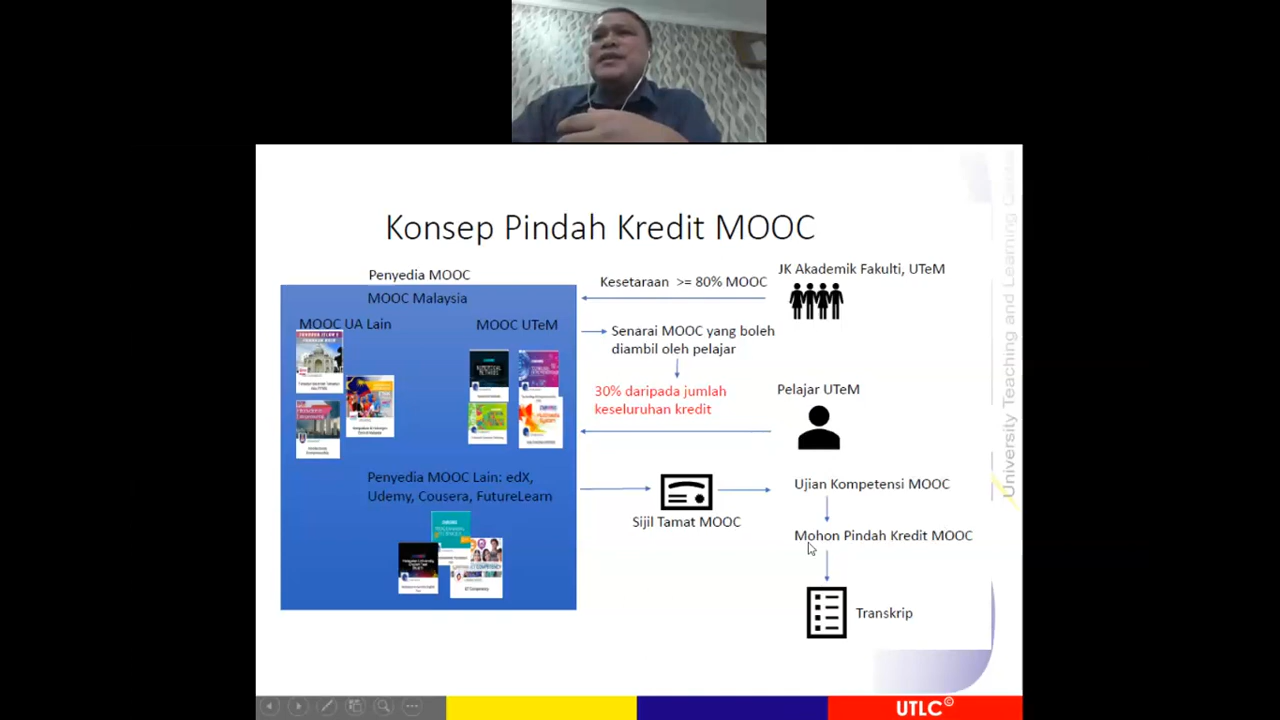 Konsep Pindah Kredit MOOC
Penyedia MOOC
MOOC Malaysia
MOOC UA Lain
MOOC UTeM
Penyedia MOOC Lain: edX,
Udemy, Cousera, FutureLearn
Kesetaraan >= 80% MOOC
JK Akademik Fakulti, UTeM
Senarai MOOC yang boleh
diambil oleh pelajar
30% daripada jumlah
keseluruhan kredit
Pelajar UTeM
Sijil Tamat MOOC
Ujian Kompetensi MOOC
Mohon Pindah Kredit MOOC
Transkrip
University Teaching and Learning
UTLC©